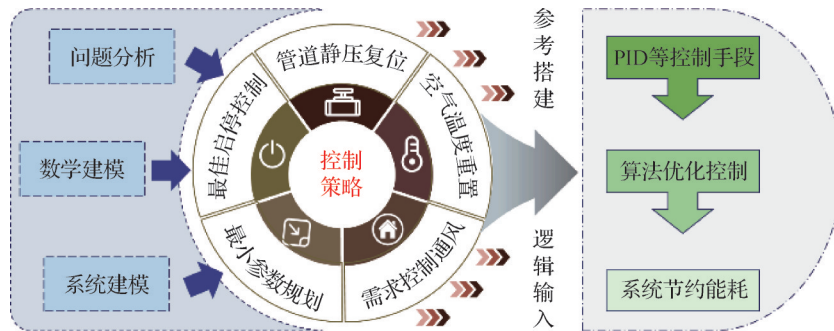 问题分析
数学建模
系统建模
管道静压复位
空气温度重置
需求控制通风
最小参数规划
最佳启停控制
控制
策略
参考搭建
逻辑输入
PID等控制手段
算法优化控制
系统节约能耗